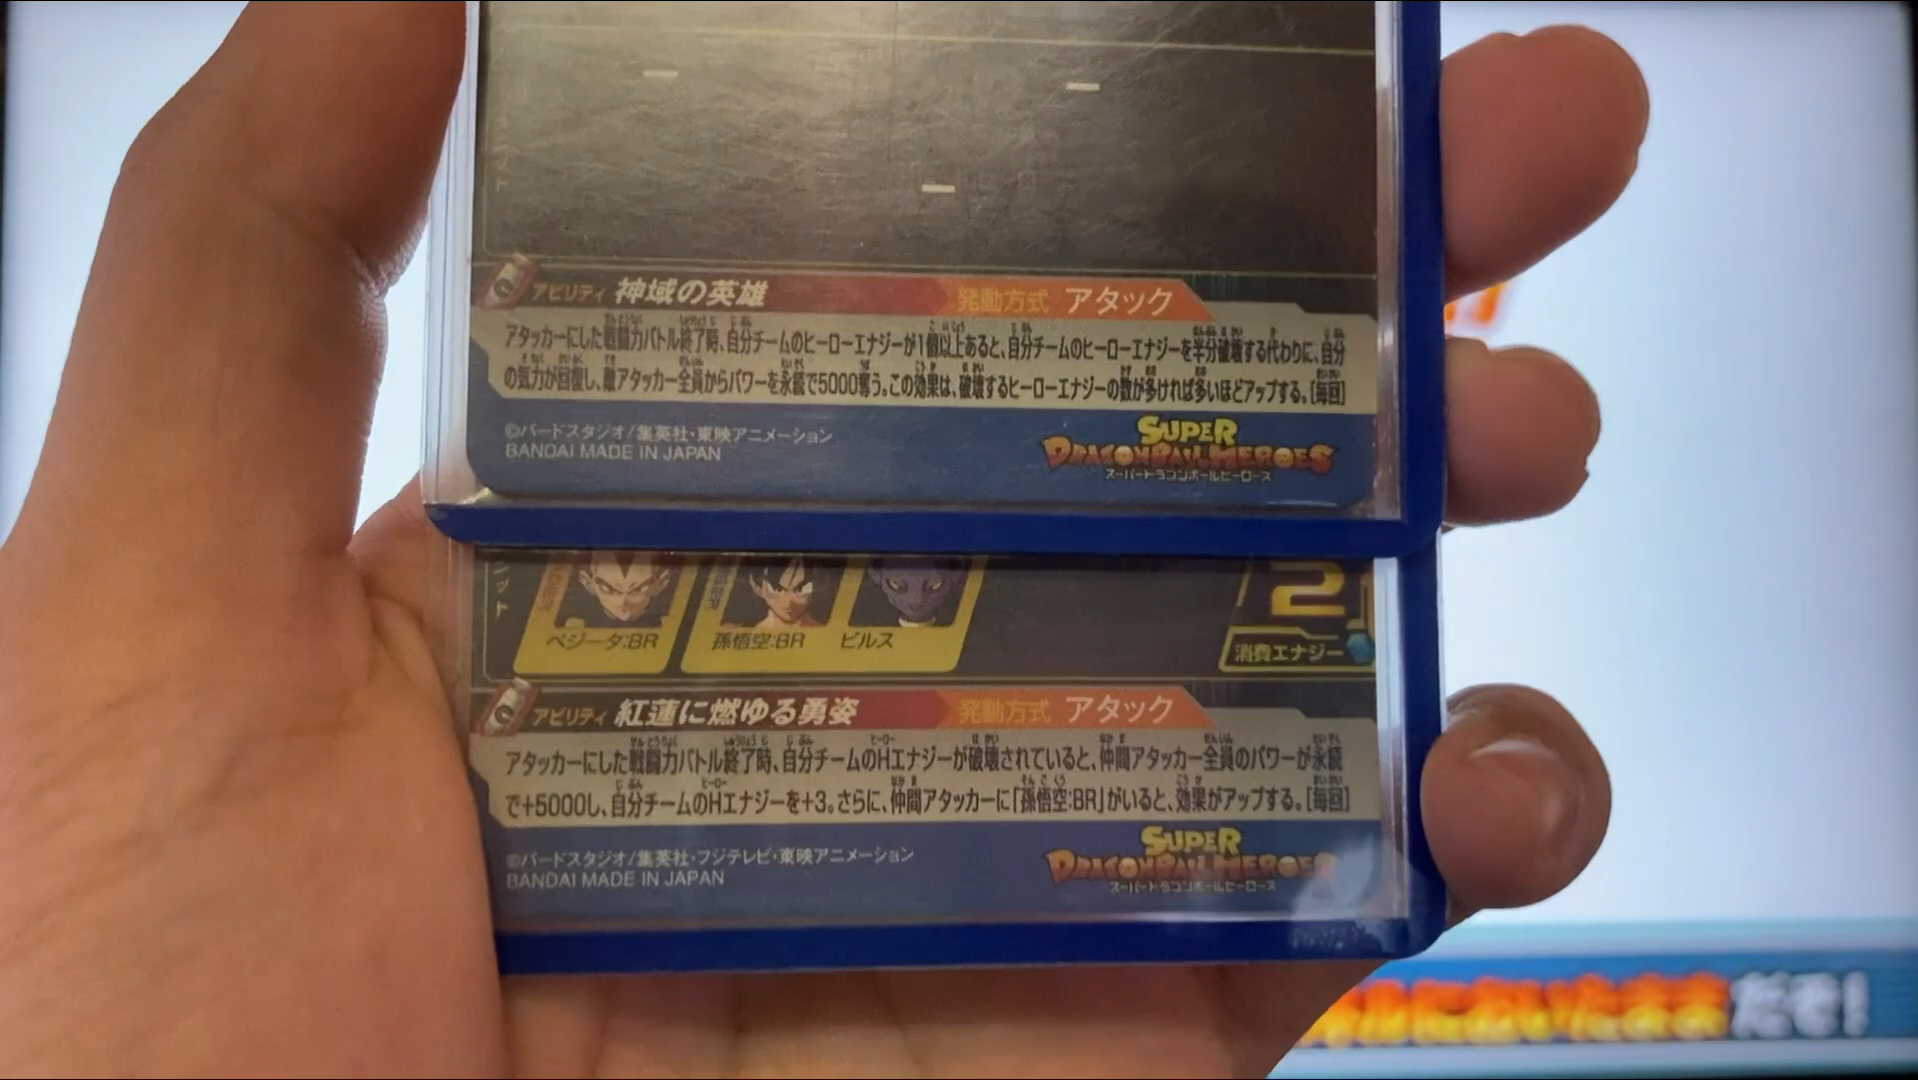 アビリティ 神域の英雄 発動方式 アタック
アタッカーにした戦闘力バトル終了時、自分チームのヒーローエナジーが1個以上あると、自分チームのヒーローエナジーを半分破壊する代わりに、自分
の気力が回復し、敵アタッカー全員からパワーを永続で5000奪う。この効果は、破壊するヒーローエナジーの数が多ければ多いほどアップする。[毎回]
©バードスタジオ/集英社・東映アニメーション
BANDAI MADE IN JAPAN
SUPER
DRAGONBALL HEROES
スーパードラゴンボールヒーローズ
ニット
ベジータ:BR
孫悟空:BR
ビルス
2
消費エナジー
アビリティ 紅蓮に燃ゆる勇姿 発動方式 アタック
アタッカーにした戦闘力バトル終了時、自分チームのHエナジーが破壊されていると、仲間アタッカー全員のパワーが永続
で+5000し、自分チームのHエナジーを+3。さらに、仲間アタッカーに「孫悟空:BR」がいると、効果がアップする。[毎回]
©バードスタジオ/集英社・フジテレビ・東映アニメーション
BANDAI MADE IN JAPAN
SUPER
DRAGONBALL HEROES
スーパードラゴンボールヒーローズ
においたままだぞ!